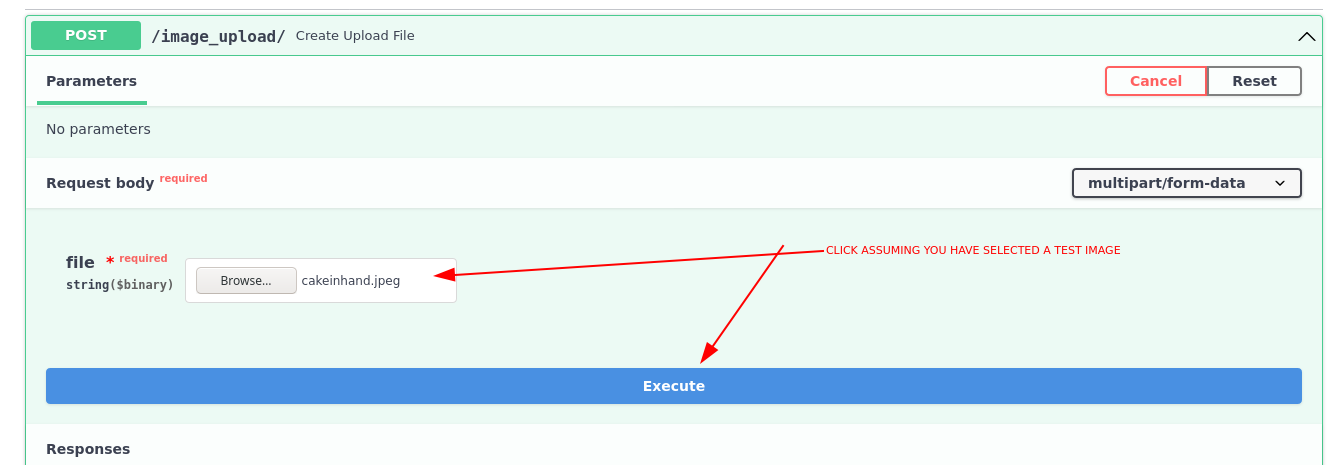 POST /image_upload/ Create Upload File
Parameters Cancel Reset
No parameters
Request body required multipart/form-data
CLICK ASSUMING YOU HAVE SELECTED A TEST IMAGE
file * required
string($binary) Browse... cakeinhand.jpeg
Execute
Responses